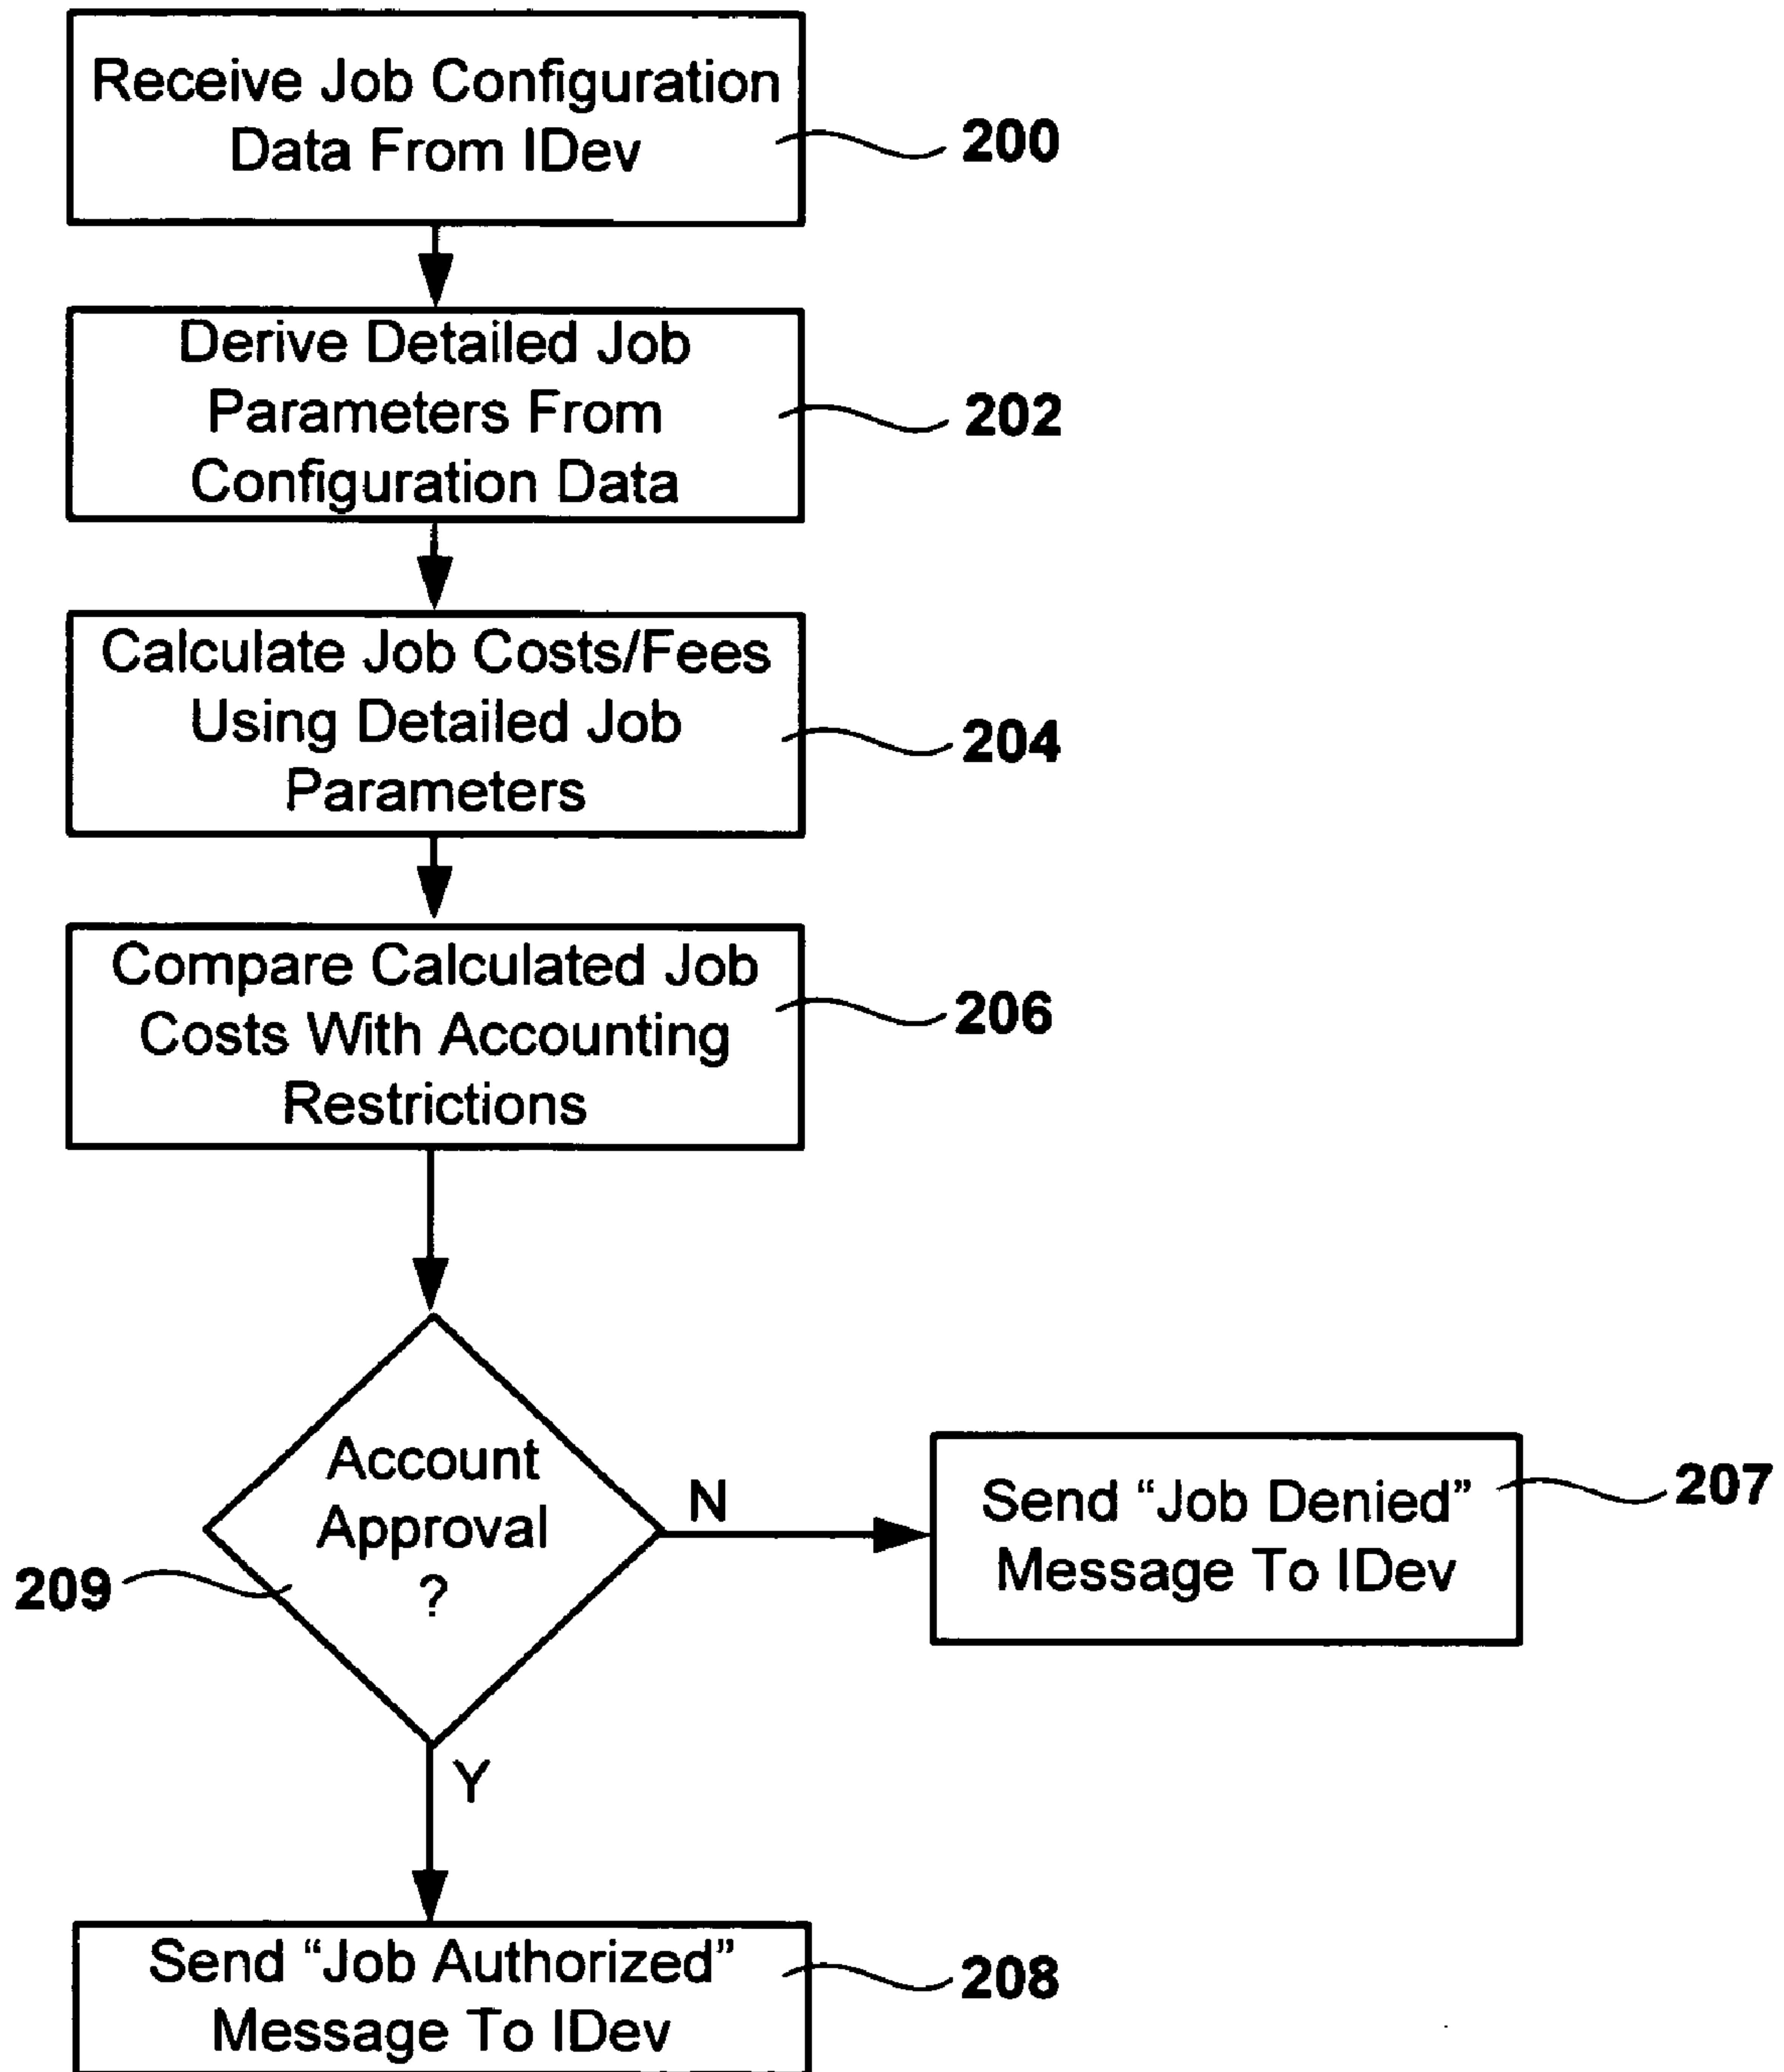 Receive Job Configuration
Data From IDev
200
Derive Detailed Job
Parameters From
Configuration Data
202
Calculate Job Costs/Fees
Using Detailed Job
Parameters
204
Compare Calculated Job
Costs With Accounting
Restrictions
206
Account
Approval
?
209
N
Send “Job Denied”
Message To IDev
207
Y
Send “Job Authorized”
Message To IDev
208